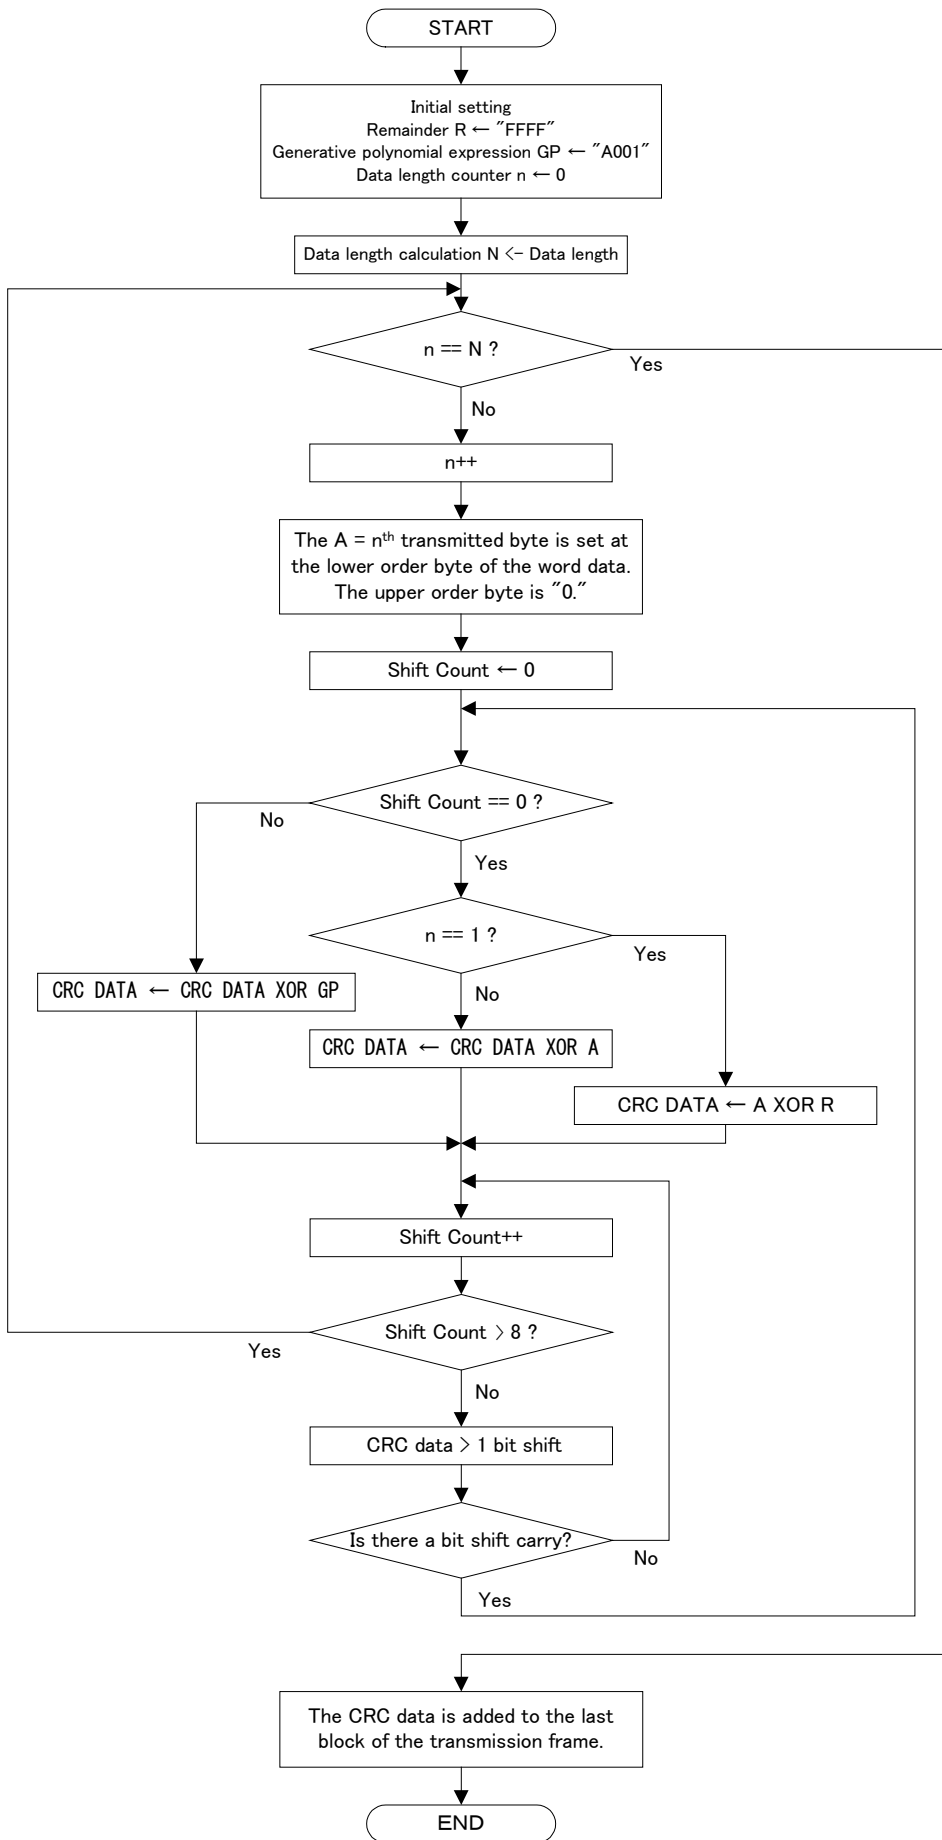 START
Initial setting
Remainder R ← "FFFF"
Generative polynomial expression GP ← "A001"
Data length counter n ← 0
Data length calculation N <- Data length
n == N ?
Yes
No
n++
The A = nth transmitted byte is set at
the lower order byte of the word data.
The upper order byte is "0."
Shift Count ← 0
Shift Count == 0 ?
No
Yes
n == 1 ?
Yes
No
CRC DATA ← CRC DATA XOR GP
CRC DATA ← CRC DATA XOR A
CRC DATA ← A XOR R
Shift Count++
Shift Count > 8 ?
Yes
No
CRC data > 1 bit shift
Is there a bit shift carry?
No
Yes
The CRC data is added to the last
block of the transmission frame.
END